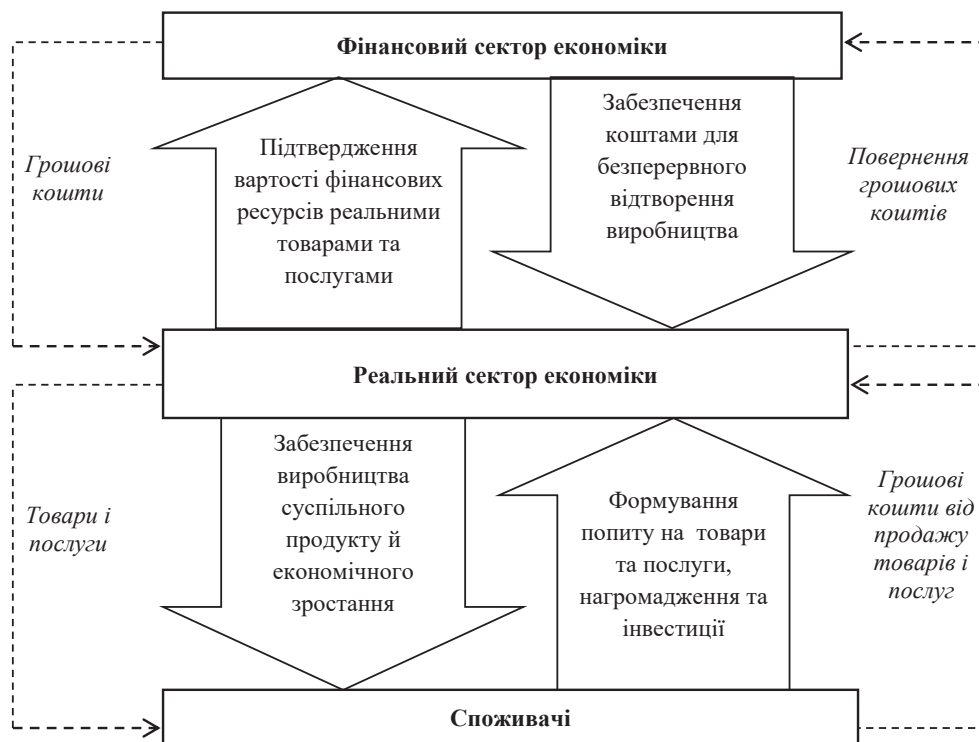 Фінансовий сектор економіки
Грошові
кошти
Підтвердження
вартості фінансових
ресурсів реальними
товарами та
послугами
Забезпечення
коштами для
безперервного
відтворення
виробництва
Повернення
грошових
коштів
Реальний сектор економіки
Товари і
послуги
Забезпечення
виробництва
суспільного
продукту й
економічного
зростання
Формування
попиту на товари
та послуги,
нагромадження та
інвестиції
Грошові
кошти від
продажу
товарів і
послуг
Споживачі